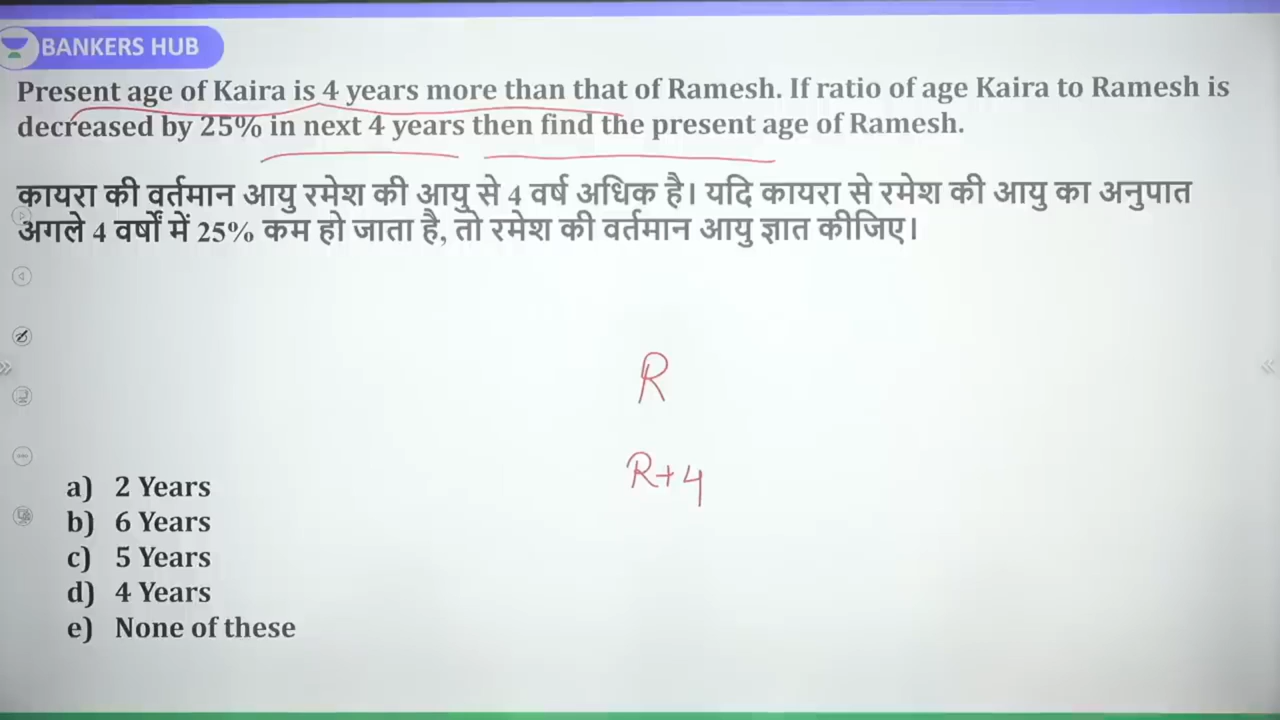 BANKERS HUB
Present age of Kaira is 4 years more than that of Ramesh. If ratio of age Kaira to Ramesh is
decreased by 25% in next 4 years then find the present age of Ramesh.
कायरा की वर्तमान आयु रमेश की आयु से 4 वर्ष अधिक है। यदि कायरा से रमेश की आयु का अनुपात
अगले 4 वर्षों में 25% कम हो जाता है, तो रमेश की वर्तमान आयु ज्ञात कीजिए।
R
R+4
a) 2 Years
b) 6 Years
c) 5 Years
d) 4 Years
e) None of these